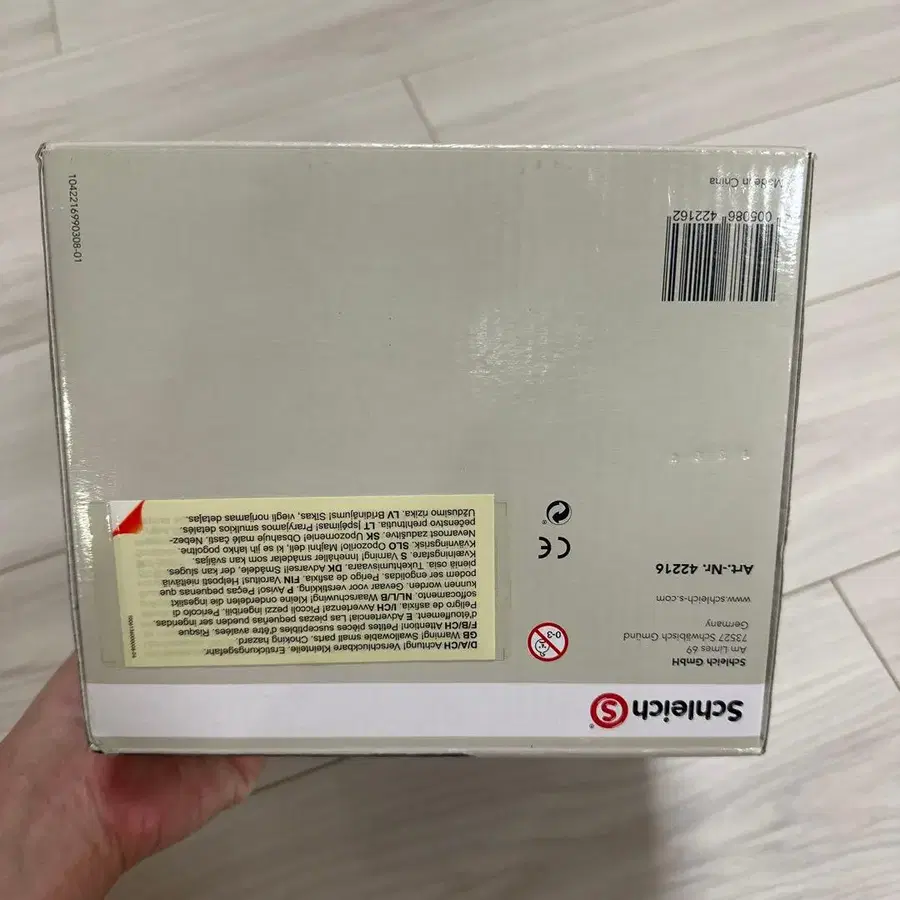 Schleich S
Schleich GmbH
Am Limes 69
73527 Schwäbisch Gmünd
Germany
www.schleich-s.com
Art.-Nr. 42216
0-3
CE
D/A/CH Achtung! Verschluckbare Kleinteile. Erstickungsgefahr.
GB Warning! Swallowable small parts. Chocking hazard.
F/B/CH Attention! Petites pièces susceptibles d'être avalées. Risque
d'étouffement. E Advertencia! Las piezas pequeñas pueden ser ingeridas.
Peligro de asfixia. I/CH Avvertenza Piccoli pezzi ingeribili. Pericolo di
soffocamento. NL/L/B Waarschuwing! Kleine onderdelen die ingeslikt
kunnen worden. Gevaar voor verstikking. P Aviso! Peças pequenas que
podem ser engolidas. Perigo de asfixia. FIN Varoitus! Helposti nieltäviä
pieniä osia. Tukehtumisvaara. DK Advarsel! Smådele, der kan sluges.
Kvælningsfare. S Varning! Innehåller smådelar som kan sväljas.
Kvävningsrisk. SLO Opozorilo! Majhni deli, ki se jih lahko pogoltne.
Nevarnost zadušitve. SK Upozornenie! Obsahuje malé časti. Nebez-
pečenstvo prehltnutia. LT Įspėjimas! Praryjamos smulkios detalės.
Uždusimo rizika. LV Brīdinājums! Sīkas, viegli norijamas detaļas.
005086 422162
Made in China
1042216990308-01